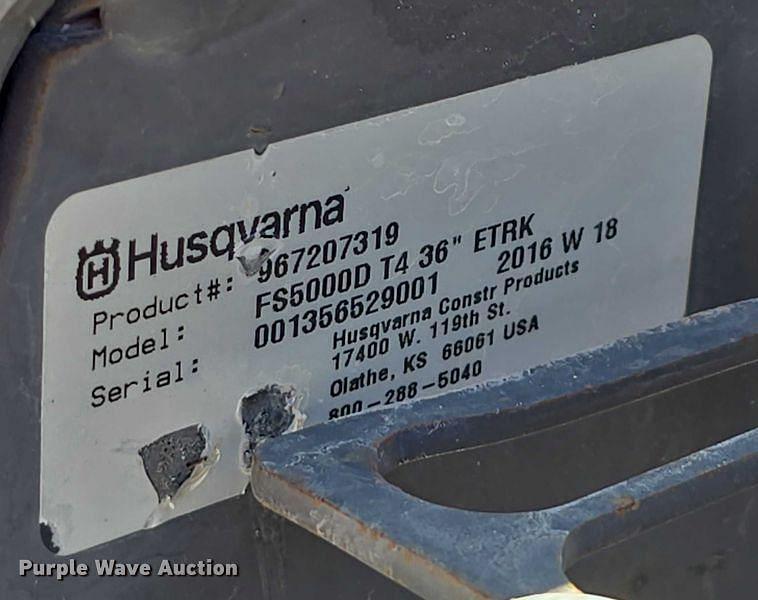 Husqvarna
Product#: 967207319
Model: FS5000D T4 36" ETRK
Serial: 001356529001 2016 W 18
Husqvarna Constr Products
17400 W. 119th St.
Olathe, KS 66061 USA
800-288-5040
Purple Wave Auction